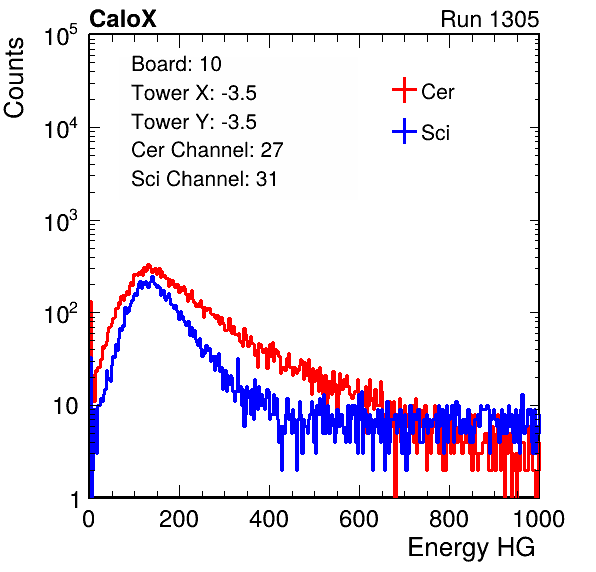 CaloX Run 1305
Counts
Board: 10
Tower X: -3.5
Tower Y: -3.5
Cer Channel: 27
Sci Channel: 31
Cer
Sci
10^5
10^4
10^3
10^2
10
1
0 200 400 600 800 1000
Energy HG